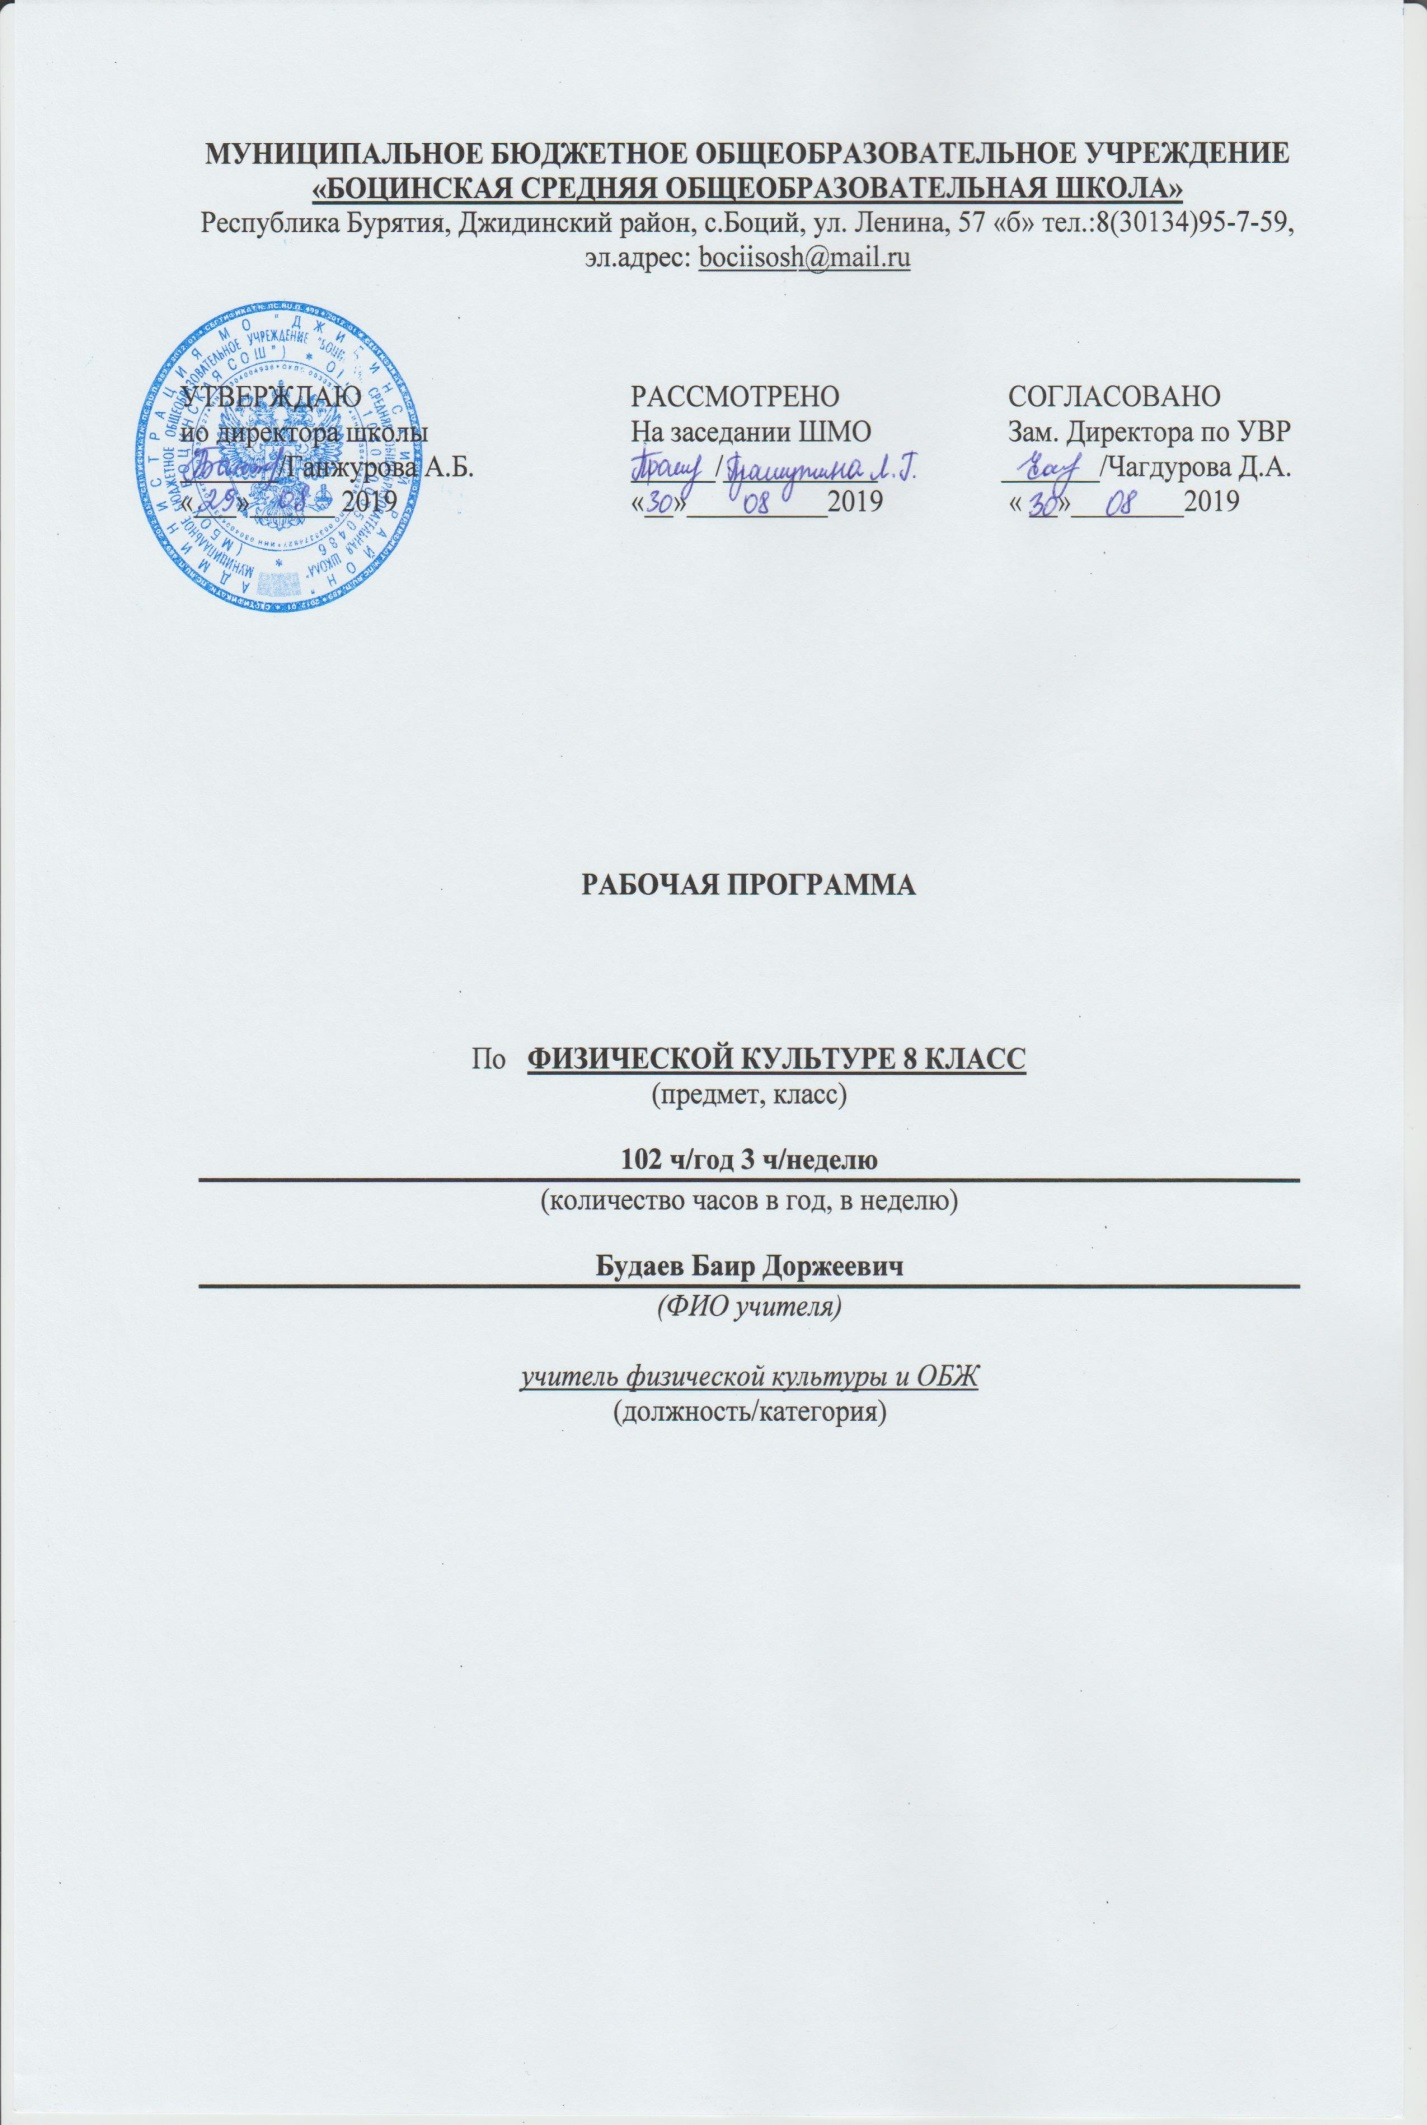 МУНИЦИПАЛЬНОЕ БЮДЖЕТНОЕ ОБЩЕОБРАЗОВАТЕЛЬНОЕ УЧРЕЖДЕНИЕ
«БОЦИНСКАЯ СРЕДНЯЯ ОБЩЕОБРАЗОВАТЕЛЬНАЯ ШКОЛА»
Республика Бурятия, Джидинский район, с.Боций, ул. Ленина, 57 «б» тел.:8(30134)95-7-59,
эл.адрес: bociisosh@mail.ru
УТВЕРЖДАЮ
ио директора школы
/Ганжурова А.Б.
«29» 08 2019
РАССМОТРЕНО
На заседании ШМО
/ Л.Г.
«30» 08 2019
СОГЛАСОВАНО
Зам. Директора по УВР
/Чагдурова Д.А.
«30» 08 2019
РАБОЧАЯ ПРОГРАММА
По ФИЗИЧЕСКОЙ КУЛЬТУРЕ 8 КЛАСС
(предмет, класс)
102 ч/год 3 ч/неделю
(количество часов в год, в неделю)
Будаев Баир Доржеевич
(ФИО учителя)
учитель физической культуры и ОБЖ
(должность/категория)